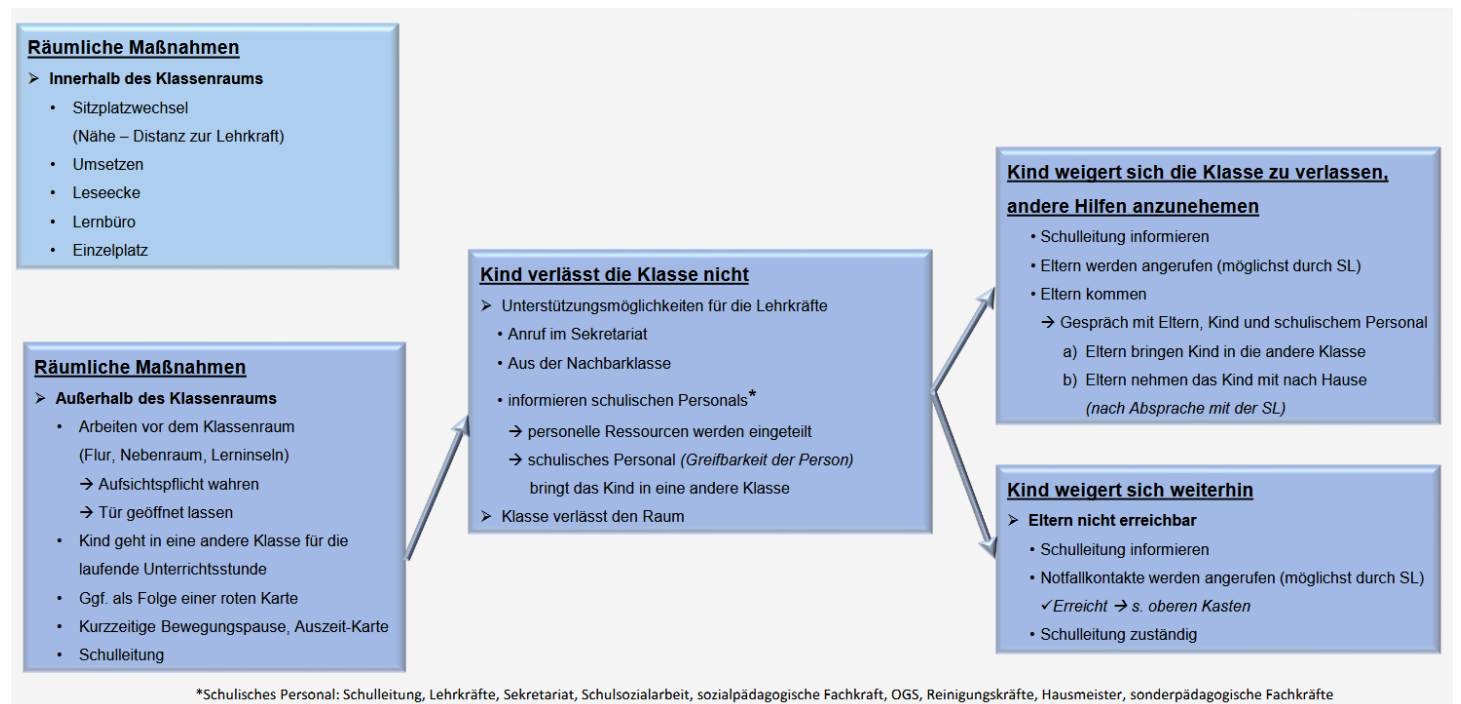 Räumliche Maßnahmen
➢ Innerhalb des Klassenraums
• Sitzplatzwechsel
(Nähe – Distanz zur Lehrkraft)
• Umsetzen
• Leseecke
• Lernbüro
• Einzelplatz
Räumliche Maßnahmen
➢ Außerhalb des Klassenraums
• Arbeiten vor dem Klassenraum
(Flur, Nebenraum, Lerninseln)
→ Aufsichtspflicht wahren
→ Tür geöffnet lassen
• Kind geht in eine andere Klasse für die
laufende Unterrichtsstunde
• Ggf. als Folge einer roten Karte
• Kurzzeitige Bewegungspause, Auszeit-Karte
• Schulleitung
Kind verlässt die Klasse nicht
➢ Unterstützungsmöglichkeiten für die Lehrkräfte
• Anruf im Sekretariat
• Aus der Nachbarklasse
• informieren schulischen Personals*
→ personelle Ressourcen werden eingeteilt
→ schulisches Personal (Greifbarkeit der Person)
bringt das Kind in eine andere Klasse
➢ Klasse verlässt den Raum
Kind weigert sich die Klasse zu verlassen,
andere Hilfen anzunehemen
• Schulleitung informieren
• Eltern werden angerufen (möglichst durch SL)
• Eltern kommen
→ Gespräch mit Eltern, Kind und schulischem Personal
a) Eltern bringen Kind in die andere Klasse
b) Eltern nehmen das Kind mit nach Hause
(nach Absprache mit der SL)
Kind weigert sich weiterhin
➢ Eltern nicht erreichbar
• Schulleitung informieren
• Notfallkontakte werden angerufen (möglichst durch SL)
✓Erreicht → s. oberen Kasten
• Schulleitung zuständig
*Schulisches Personal: Schulleitung, Lehrkräfte, Sekretariat, Schulsozialarbeit, sozialpädagogische Fachkraft, OGS, Reinigungskräfte, Hausmeister, sonderpädagogische Fachkräfte